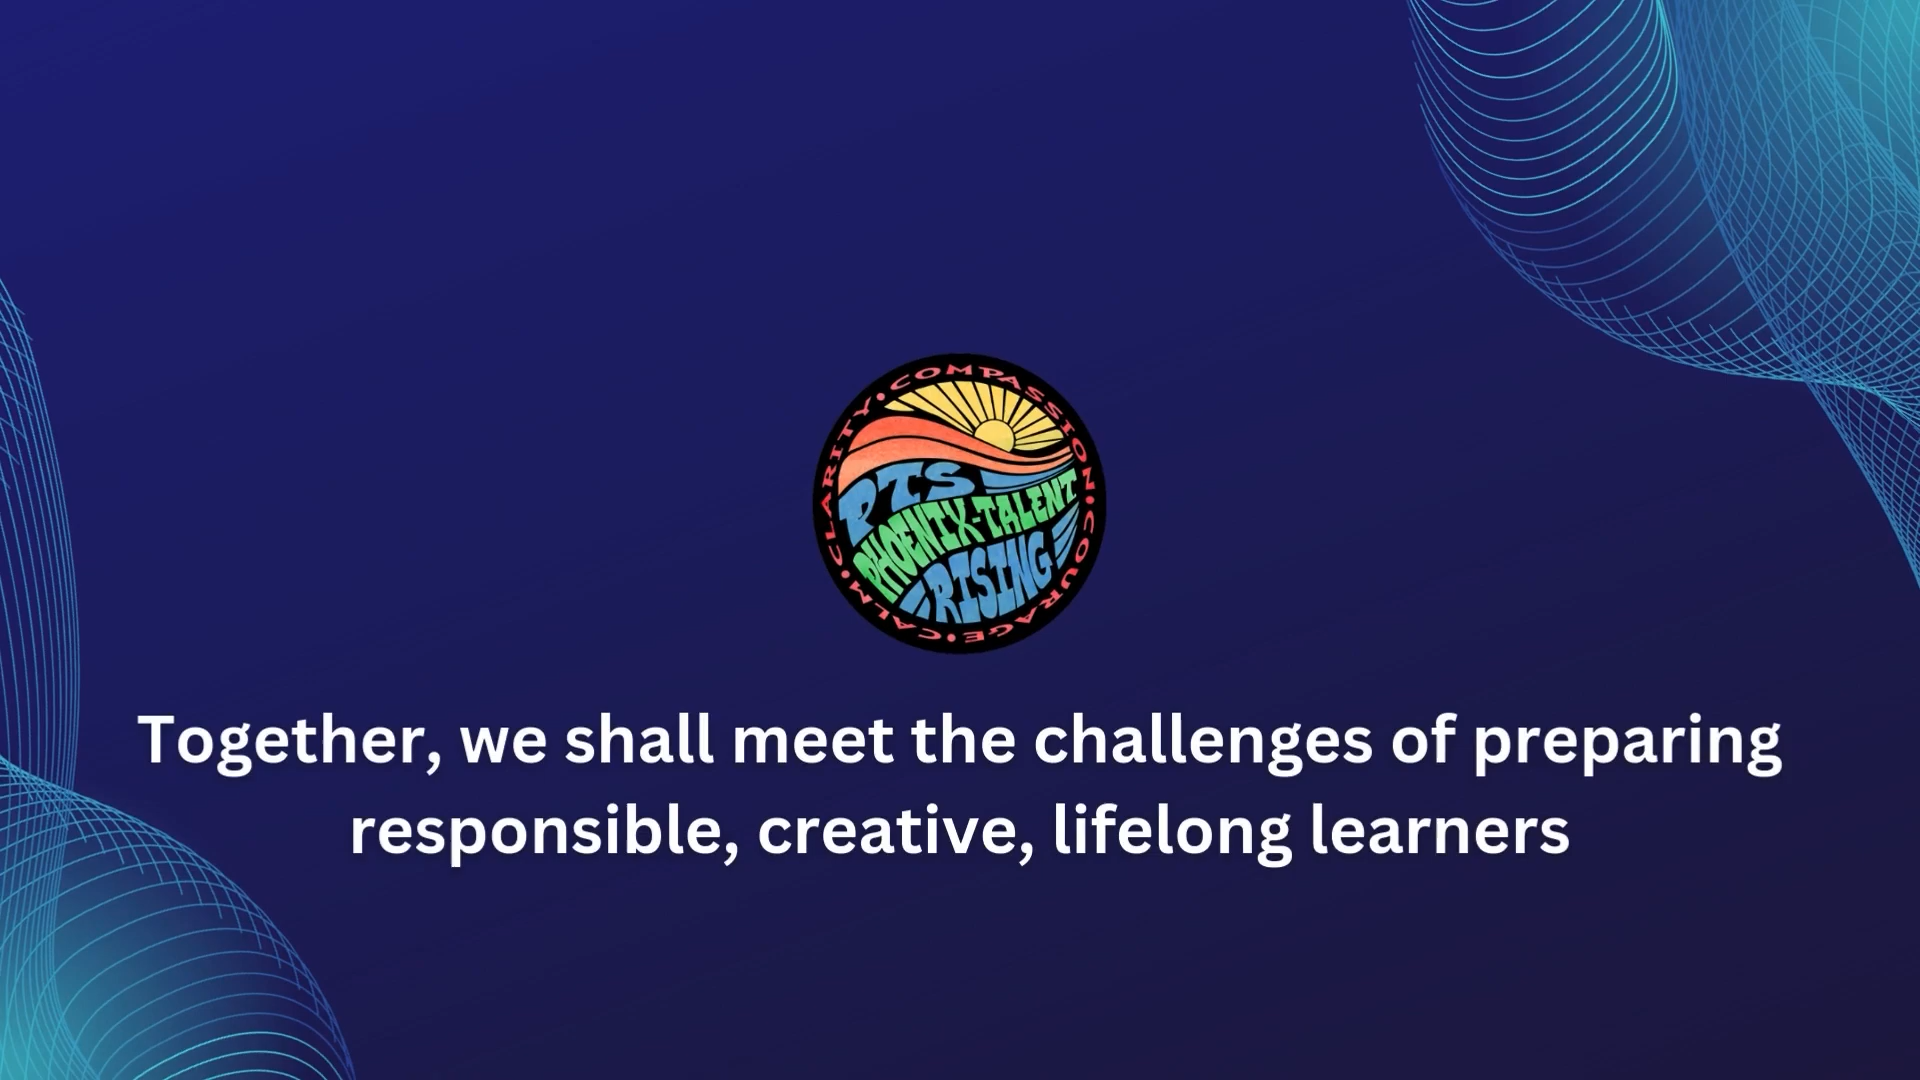 CLARITY • COMPASSION • COURAGE • CALM •
PTS
PHOENIX-TALENT
RISING
Together, we shall meet the challenges of preparing
responsible, creative, lifelong learners